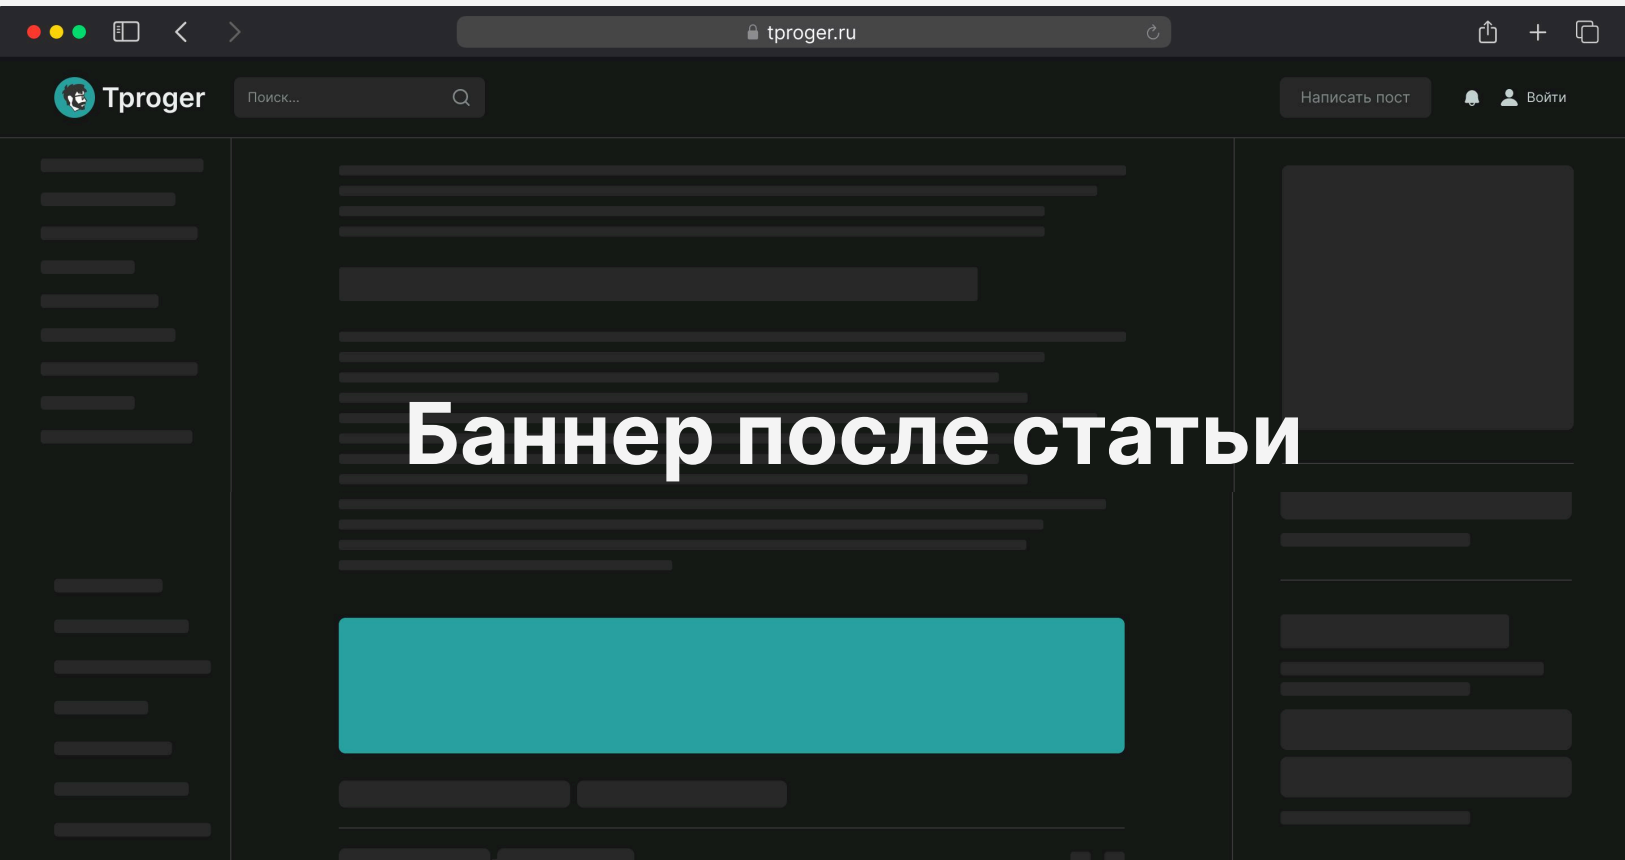 tproger.ru
Tproger
Поиск...
Написать пост
Войти
Баннер после статьи